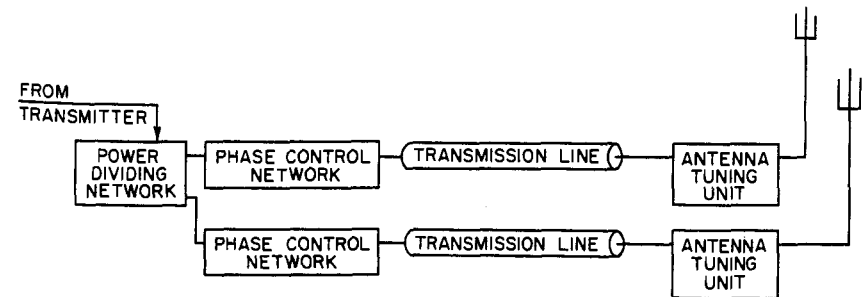 FROM
TRANSMITTER
POWER
DIVIDING
NETWORK
PHASE CONTROL
NETWORK
TRANSMISSION LINE
ANTENNA
TUNING
UNIT
PHASE CONTROL
NETWORK
TRANSMISSION LINE
ANTENNA
TUNING
UNIT